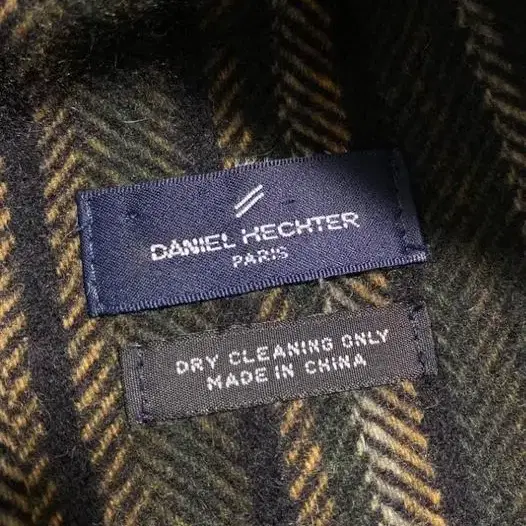 DANIEL HECHTER
PARIS
DRY CLEANING ONLY
MADE IN CHINA